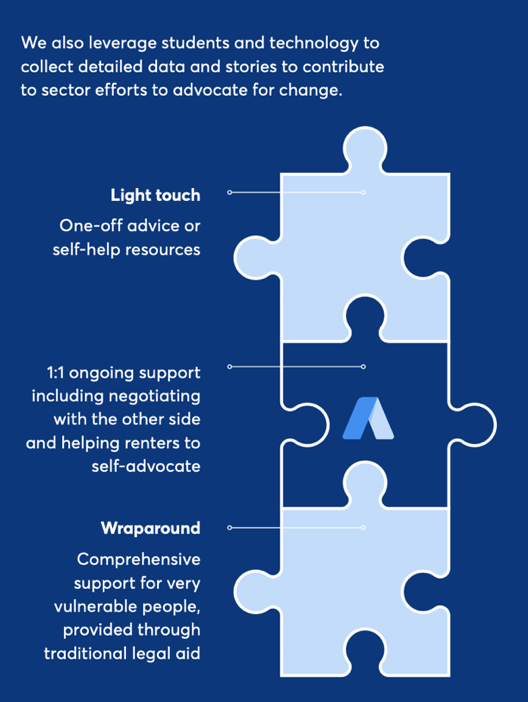 We also leverage students and technology to
collect detailed data and stories to contribute
to sector efforts to advocate for change.
Light touch
One-off advice or
self-help resources
1:1 ongoing support
including negotiating
with the other side
and helping renters to
self-advocate
Wraparound
Comprehensive
support for very
vulnerable people,
provided through
traditional legal aid